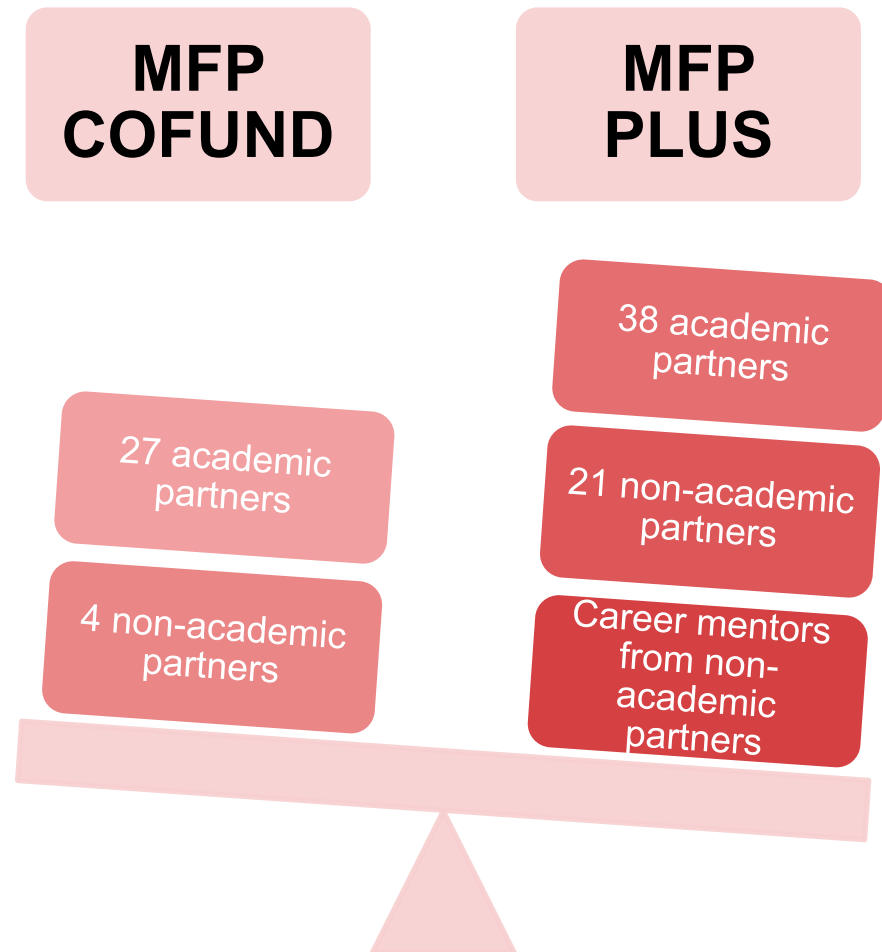 MFP
COFUND
MFP
PLUS
27 academic
partners
4 non-academic
partners
38 academic
partners
21 non-academic
partners
Career mentors
from non-
academic
partners